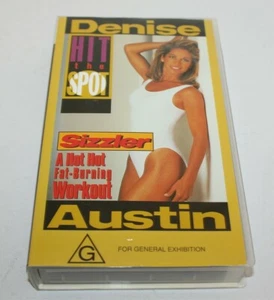 Denise
HIT
the
SPOT
Sizzler
A Hot Hot
Fat-Burning
Workout
Austin
G
FOR GENERAL EXHIBITION